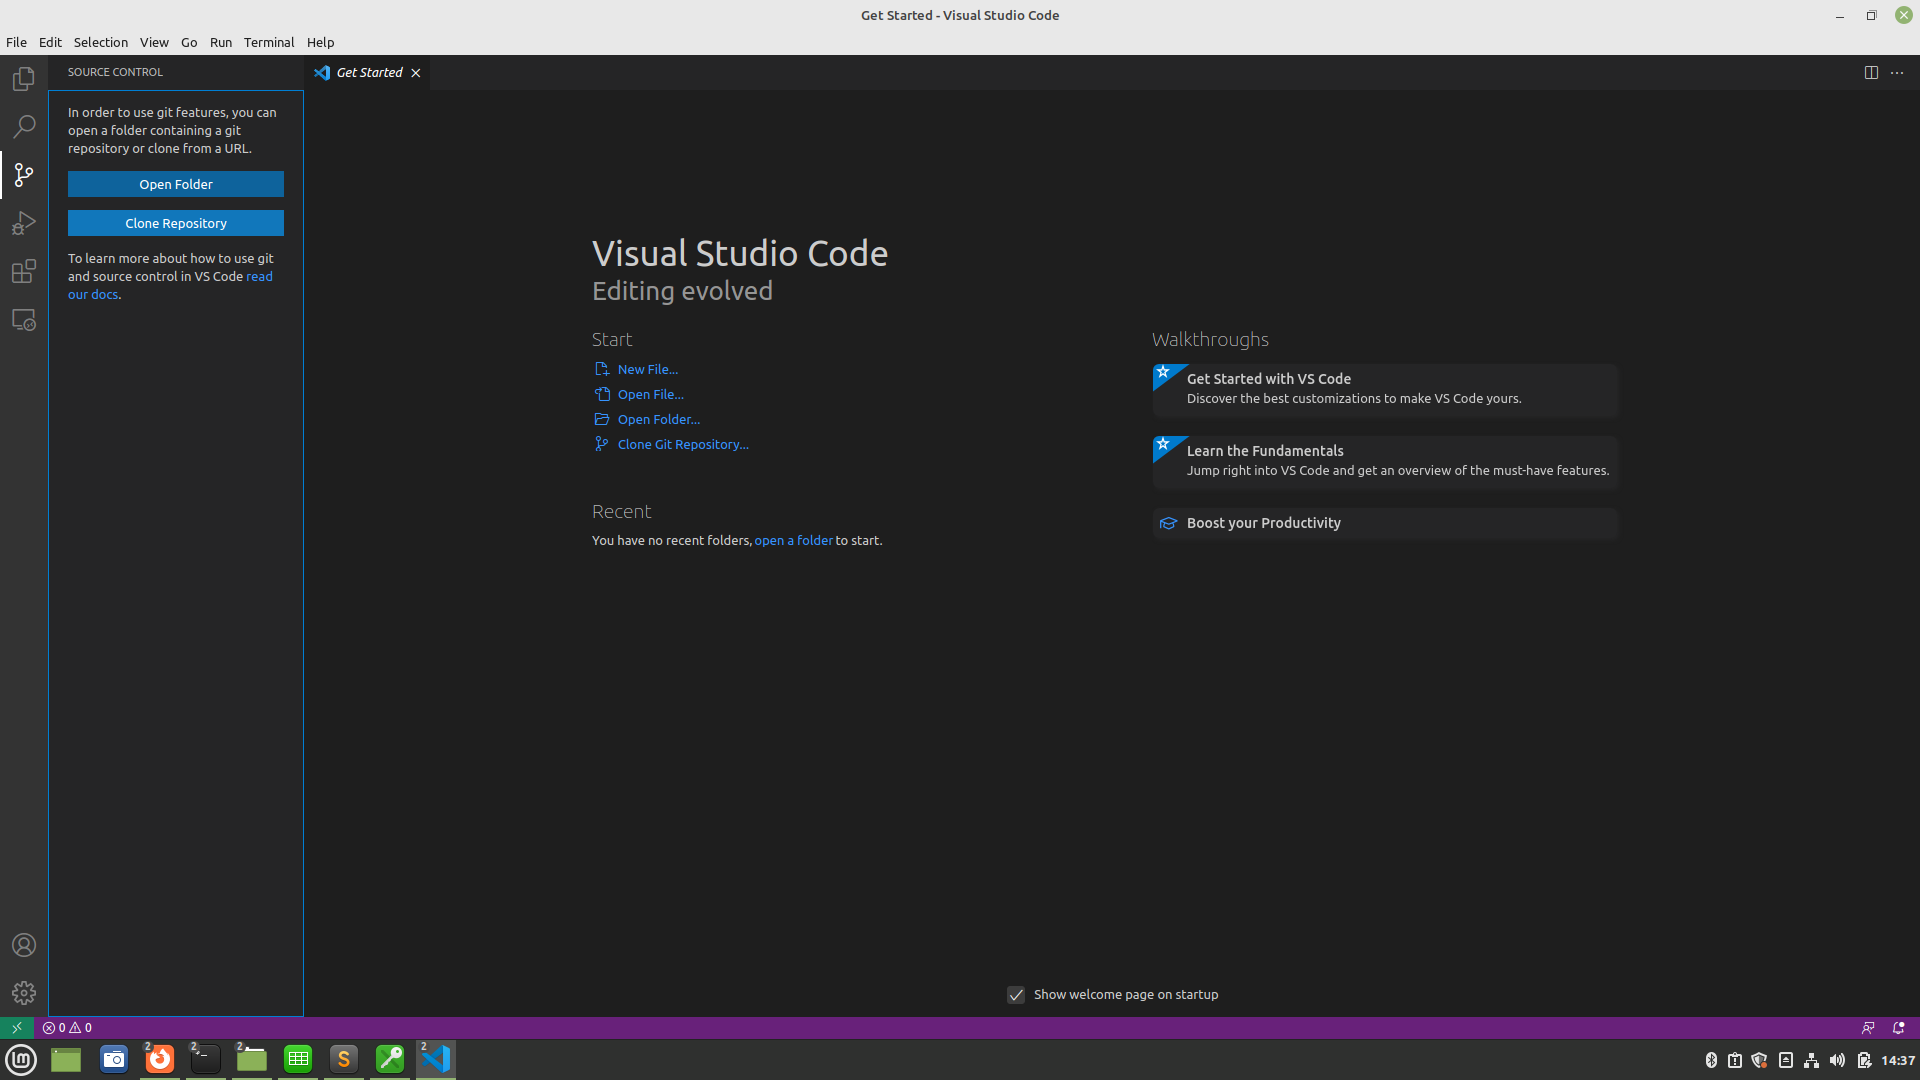 Get Started - Visual Studio Code
File Edit Selection View Go Run Terminal Help
SOURCE CONTROL
Get Started
In order to use git features, you can
open a folder containing a git
repository or clone from a URL.
Open Folder
Clone Repository
To learn more about how to use git
and source control in VS Code read
our docs.
Visual Studio Code
Editing evolved
Start
New File...
Open File...
Open Folder...
Clone Git Repository...
Recent
You have no recent folders, open a folder to start.
Walkthroughs
Get Started with VS Code
Discover the best customizations to make VS Code yours.
Learn the Fundamentals
Jump right into VS Code and get an overview of the must-have features.
Boost your Productivity
Show welcome page on startup
0 0
lm 2 2 2 S 2 14:37